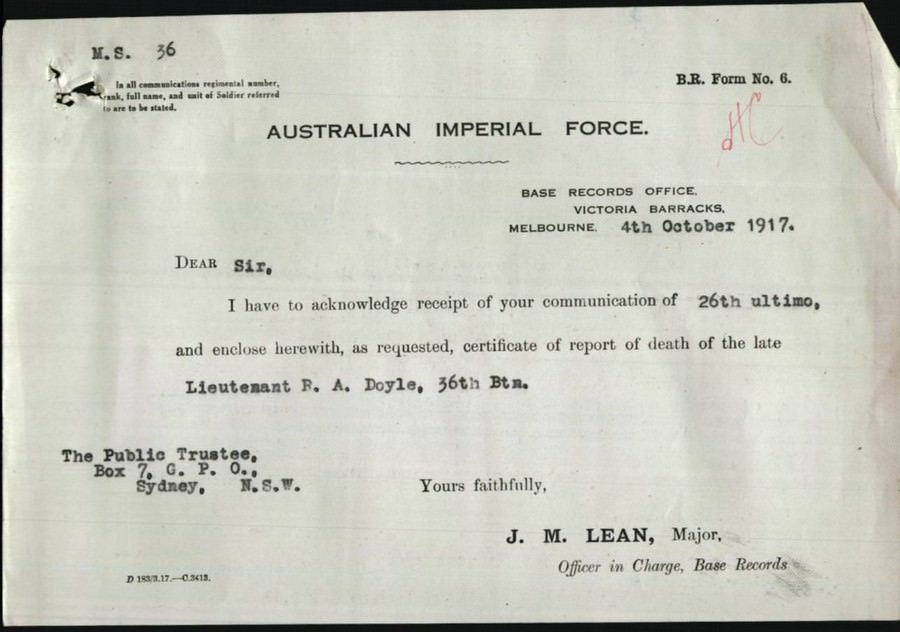 M.S. 36
In all communications regimental number,
rank, full name, and unit of Soldier referred
to are to be stated.
B.R. Form No. 6.
AUSTRALIAN IMPERIAL FORCE.
BASE RECORDS OFFICE,
VICTORIA BARRACKS,
MELBOURNE. 4th October 1917.
DEAR Sir,
I have to acknowledge receipt of your communication of 26th ultimo,
and enclose herewith, as requested, certificate of report of death of the late
Lieutenant R. A. Doyle, 36th Btn.
The Public Trustee,
Box 7, G. P. O.,
Sydney, N.S.W.
Yours faithfully,
J. M. LEAN, Major,
Officer in Charge, Base Records
D 183/3.17.—C.3413.